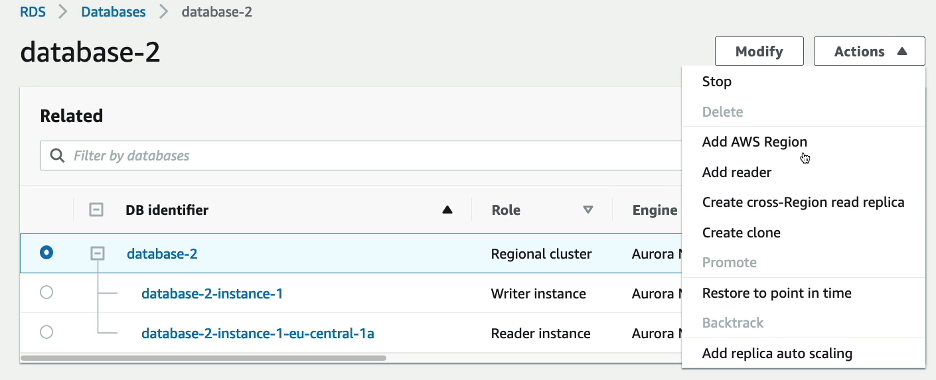 RDS > Databases > database-2
database-2
Modify
Actions
Related
Filter by databases
DB identifier
Role
Engine
database-2
Regional cluster
Aurora
database-2-instance-1
Writer instance
Aurora
database-2-instance-1-eu-central-1a
Reader instance
Aurora
Stop
Delete
Add AWS Region
Add reader
Create cross-Region read replica
Create clone
Promote
Restore to point in time
Backtrack
Add replica auto scaling